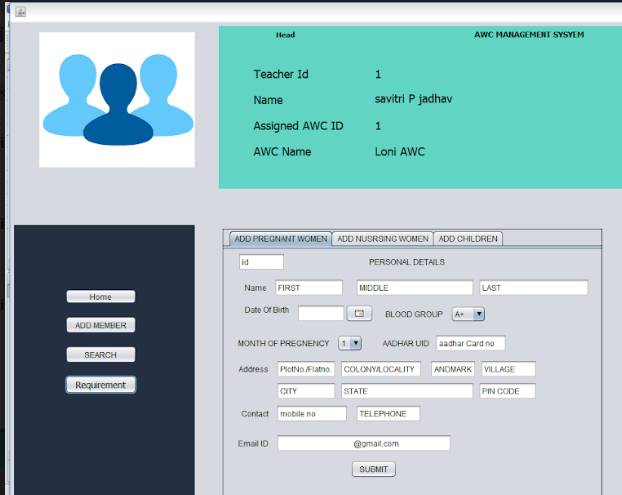 Head AWC MANAGEMENT SYSYEM
Teacher Id 1
Name savitri P jadhav
Assigned AWC ID 1
AWC Name Loni AWC
Home
ADD MEMBER
SEARCH
Requirement
ADD PREGNANT WOMEN ADD NUSRSING WOMEN ADD CHILDREN
id PERSONAL DETAILS
Name FIRST MIDDLE LAST
Date Of Birth BLOOD GROUP A+
MONTH OF PREGNENCY 1 AADHAR UID aadhar Card no
Address PlotNo./Flatno. COLONY/LOCALITY ANDMARK VILLAGE
CITY STATE PIN CODE
Contact mobile no TELEPHONE
Email ID @gmail.com
SUBMIT